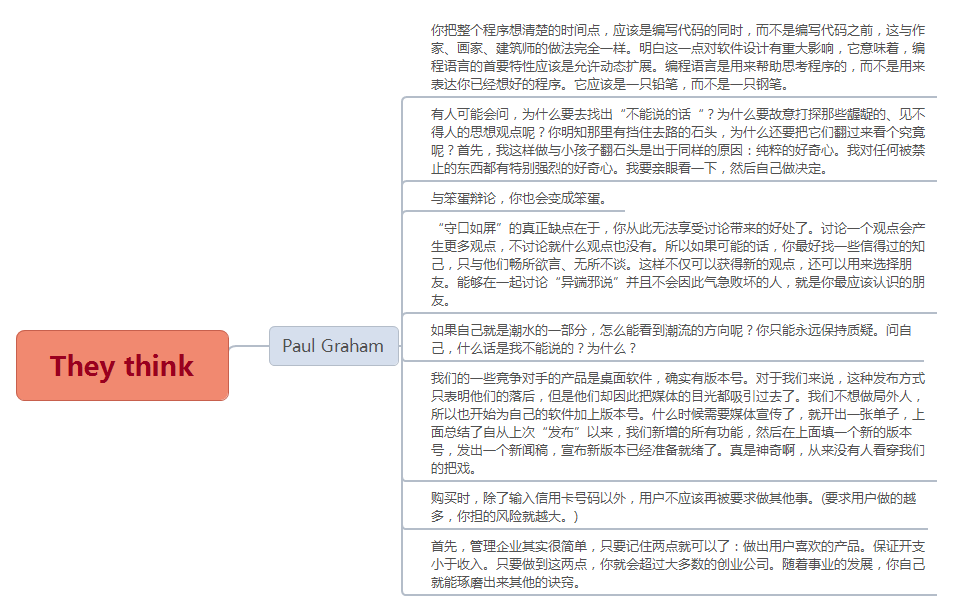 They think
Paul Graham
你把整个程序想清楚的时间点，应该是编写代码的同时，而不是编写代码之前，这与作
家、画家、建筑师的做法完全一样。明白这一点对软件设计有重大影响，它意味着，编
程语言的首要特性应该是允许动态扩展。编程语言是用来帮助思考程序的，而不是用来
表达你已经想好的程序。它应该是一只铅笔，而不是一只钢笔。
有人可能会问，为什么要去找出“不能说的话“？为什么要故意打探那些龌龊的、见不
得人的思想观点呢？你明知那里有挡住去路的石头，为什么还要把它们翻过来看个究竟
呢？首先，我这样做与小孩子翻石头是出于同样的原因：纯粹的好奇心。我对任何被禁
止的东西都有特别强烈的好奇心。我要亲眼看一下，然后自己做决定。
与笨蛋辩论，你也会变成笨蛋。
“守口如屏”的真正缺点在于，你从此无法享受讨论带来的好处了。讨论一个观点会产
生更多观点，不讨论就什么观点也没有。所以如果可能的话，你最好找一些信得过的知
己，只与他们畅所欲言、无所不谈。这样不仅可以获得新的观点，还可以用来选择朋
友。能够在一起讨论“异端邪说”并且不会因此气急败坏的人，就是你最应该认识的朋
友。
如果自己就是潮水的一部分，怎么能看到潮流的方向呢？你只能永远保持质疑。问自
己，什么话是我不能说的？为什么？
我们的一些竞争对手的产品是桌面软件，确实有版本号。对于我们来说，这种发布方式
只表明他们的落后，但是他们却因此把媒体的目光都吸引过去了。我们不想做局外人，
所以也开始为自己的软件加上版本号。什么时候需要媒体宣传了，就开出一张单子，上
面总结了自从上次“发布”以来，我们新增的所有功能，然后在上面填一个新的版本
号，发出一个新闻稿，宣布新版本已经准备就绪了。真是神奇啊，从来没有人看穿我们
的把戏。
购买时，除了输入信用卡号码以外，用户不应该再被要求做其他事。(要求用户做的越
多，你担的风险就越大。)
首先，管理企业其实很简单，只要记住两点就可以了：做出用户喜欢的产品。保证开支
小于收入。只要做到这两点，你就会超过大多数的创业公司。随着事业的发展，你自己
就能琢磨出来其他的诀窍。